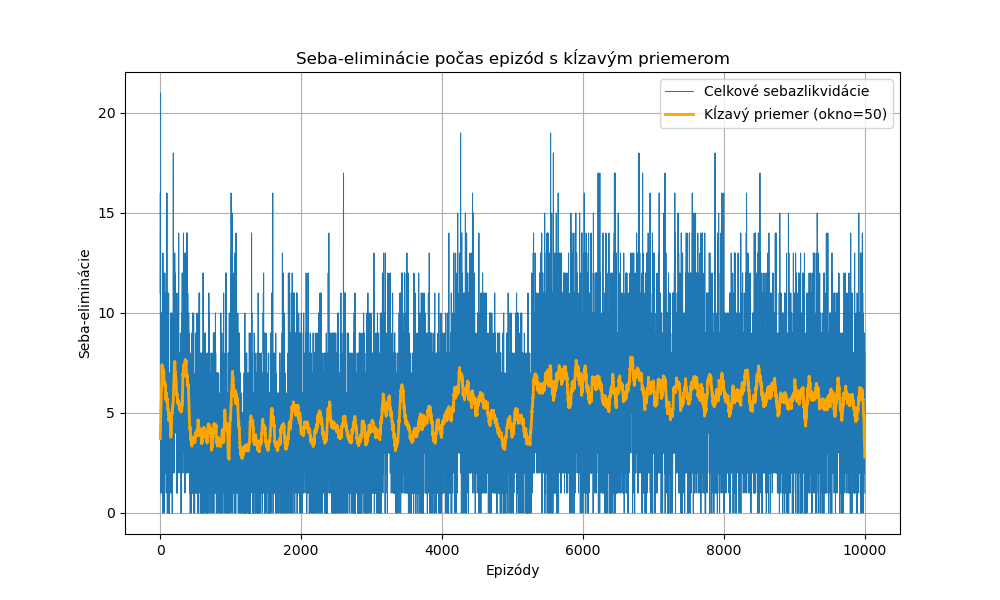 Seba-eliminácie počas epizód s kĺzavým priemerom
Celkové sebazlikvidácie
Kĺzavý priemer (okno=50)
Seba-eliminácie
20
15
10
5
0
0 2000 4000 6000 8000 10000
Epizódy